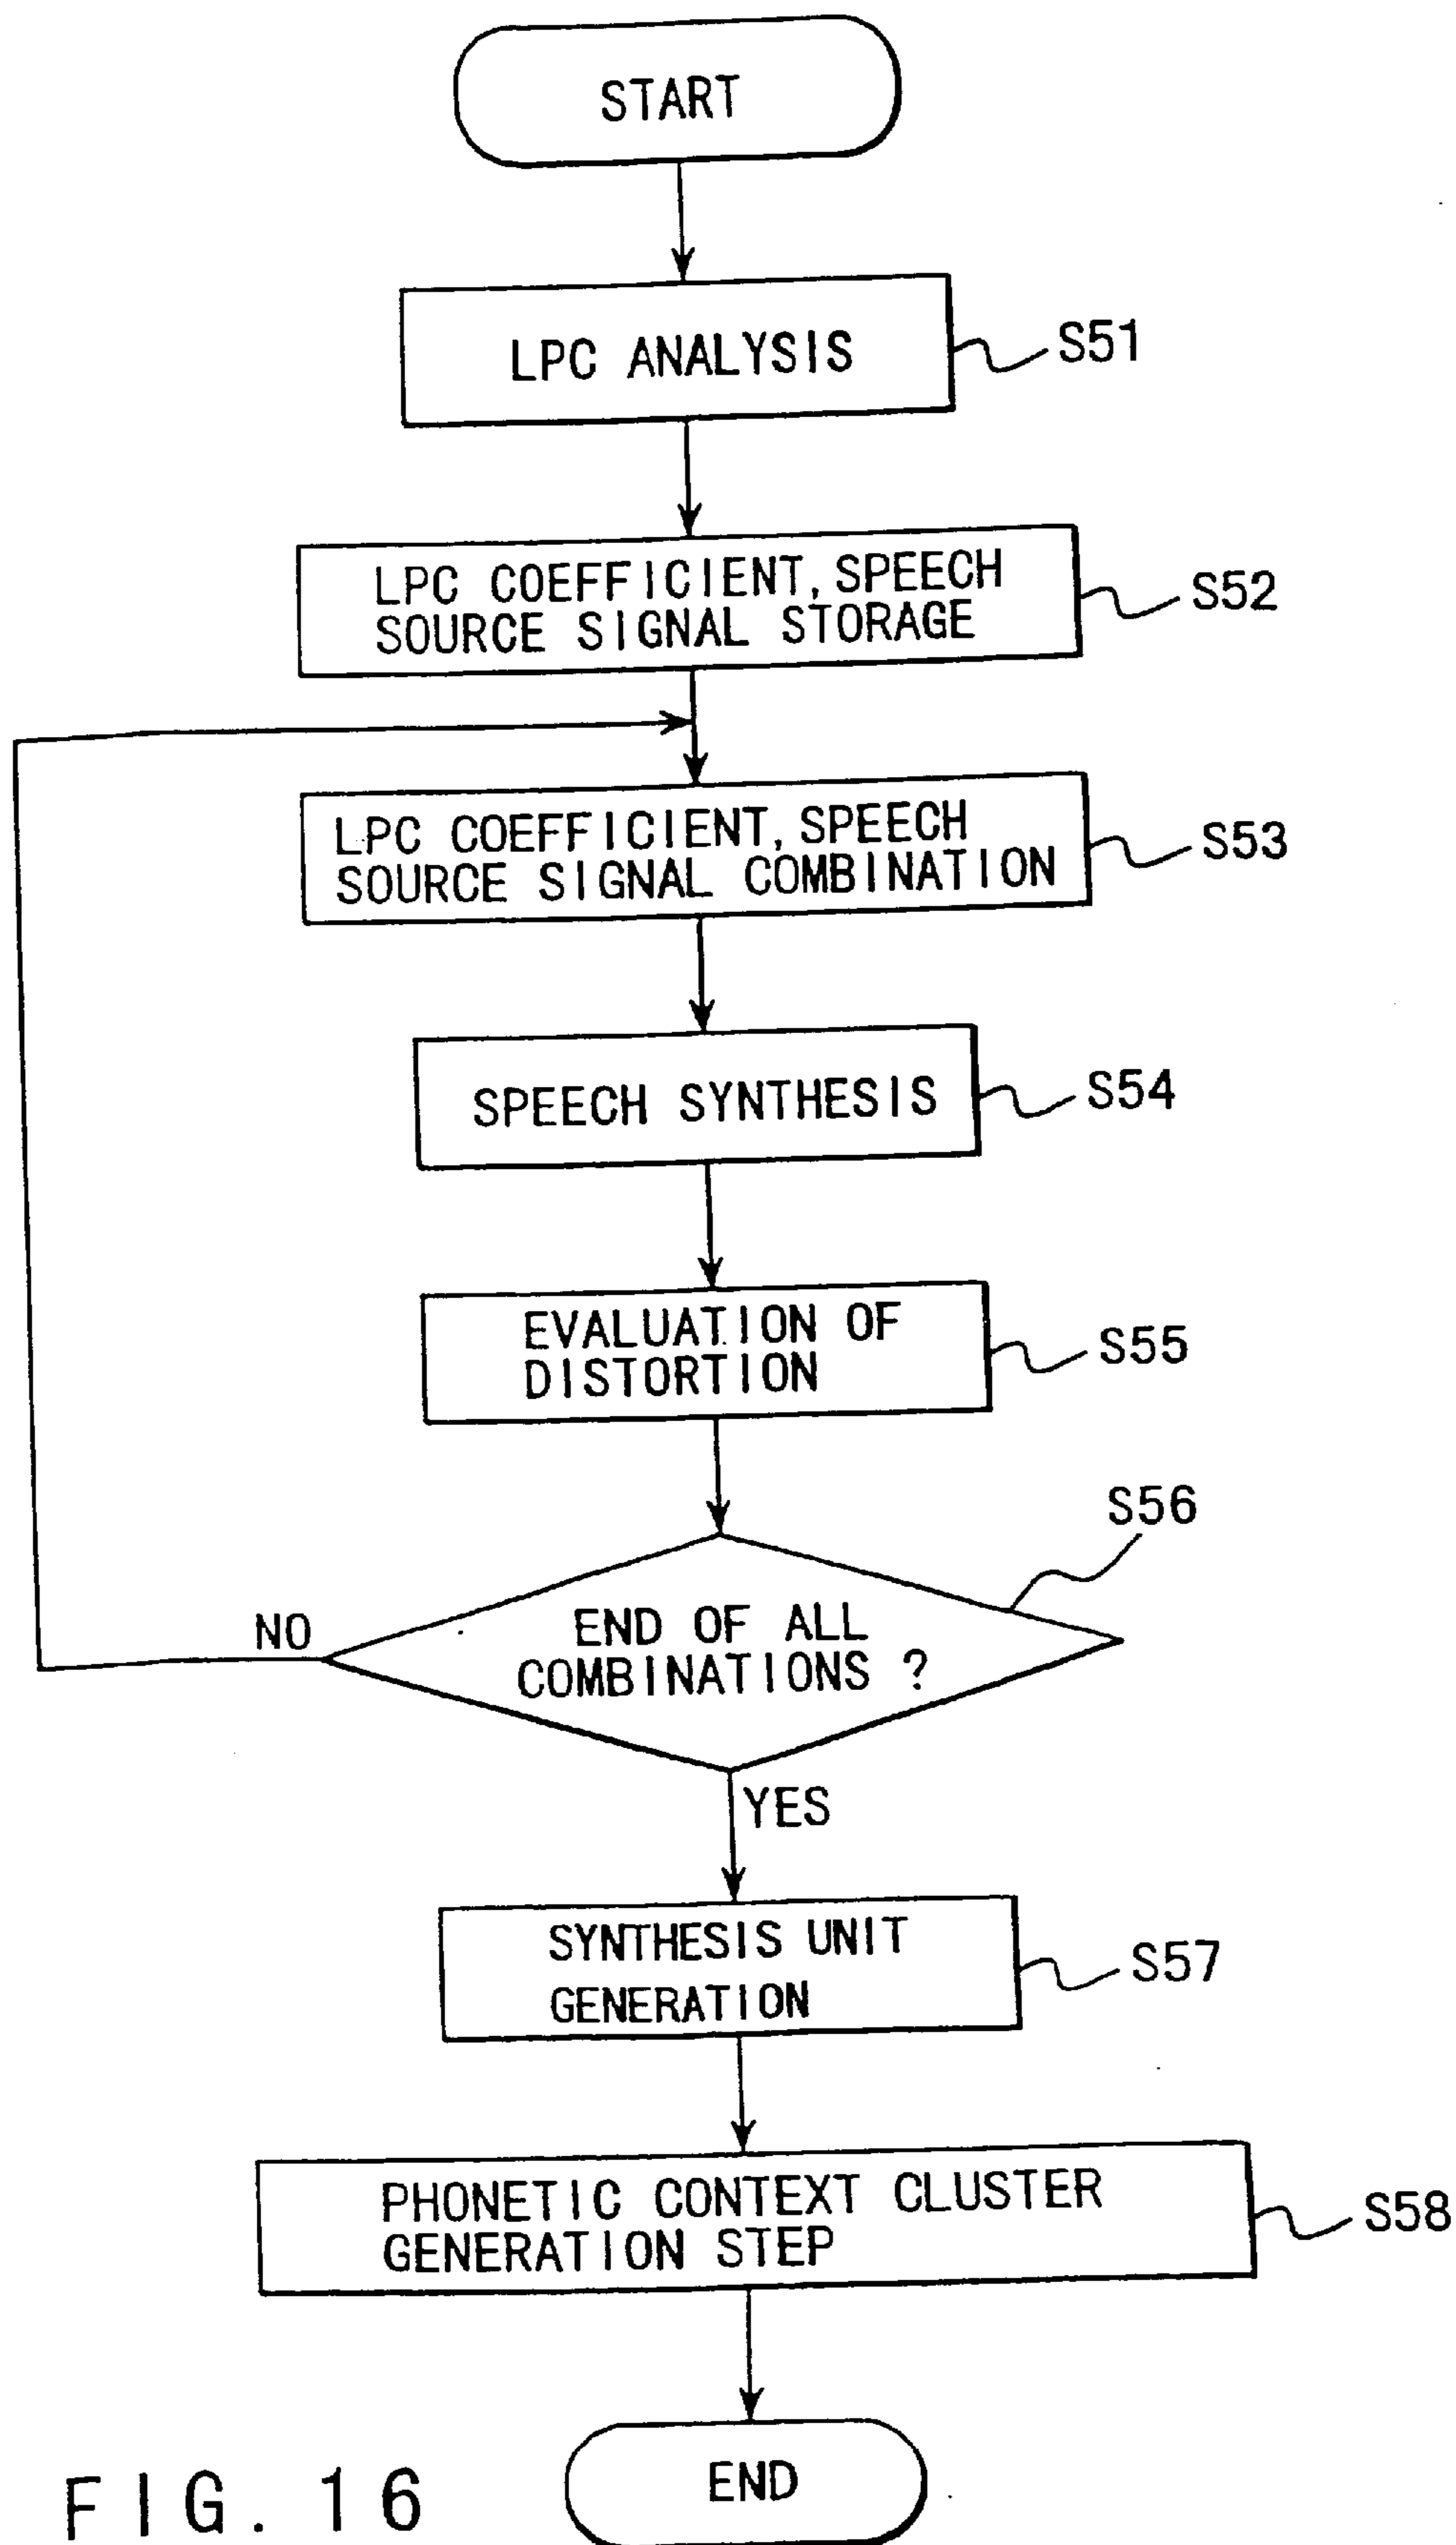 START
LPC ANALYSIS
S51
LPC COEFFICIENT, SPEECH
SOURCE SIGNAL STORAGE
S52
LPC COEFFICIENT, SPEECH
SOURCE SIGNAL COMBINATION
S53
SPEECH SYNTHESIS
S54
EVALUATION OF
DISTORTION
S55
S56
END OF ALL
COMBINATIONS ?
NO
YES
SYNTHESIS UNIT
GENERATION
S57
PHONETIC CONTEXT CLUSTER
GENERATION STEP
S58
END
FIG. 16